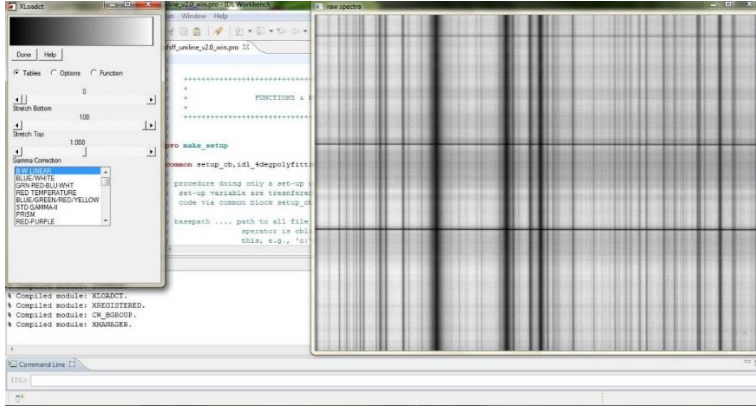 XLoadct
Done
Help
Tables
Options
Function
0
Stretch Bottom
100
Stretch Top
1.000
Gamma Correction
B-W LINEAR
BLUE/WHITE
GRN-RED-BLU-WHT
RED TEMPERATURE
BLUE/GREEN/RED/YELLOW
STD GAMMA-II
PRISM
RED-PURPLE
line_v2.0_win.pro - IDL Workbench
Window Help
fsff_uniline_v2.0_win.pro
++++++++++++++++++++++++++++
+
+ FUNCTIONS &
+
pro make_setup
common setup_cb,idl_4degpolyfitti
procedure doing only a set-up
set-up variable are
code via common block setup_c
basepath .... path to all file
operator is obli
this, e.g., 'c:\
% Compiled module: XLOADCT.
% Compiled module: XREGISTERED.
% Compiled module: CW_BGROUP.
% Compiled module: XMANAGER.
Command Line
IDL>
raw spectra